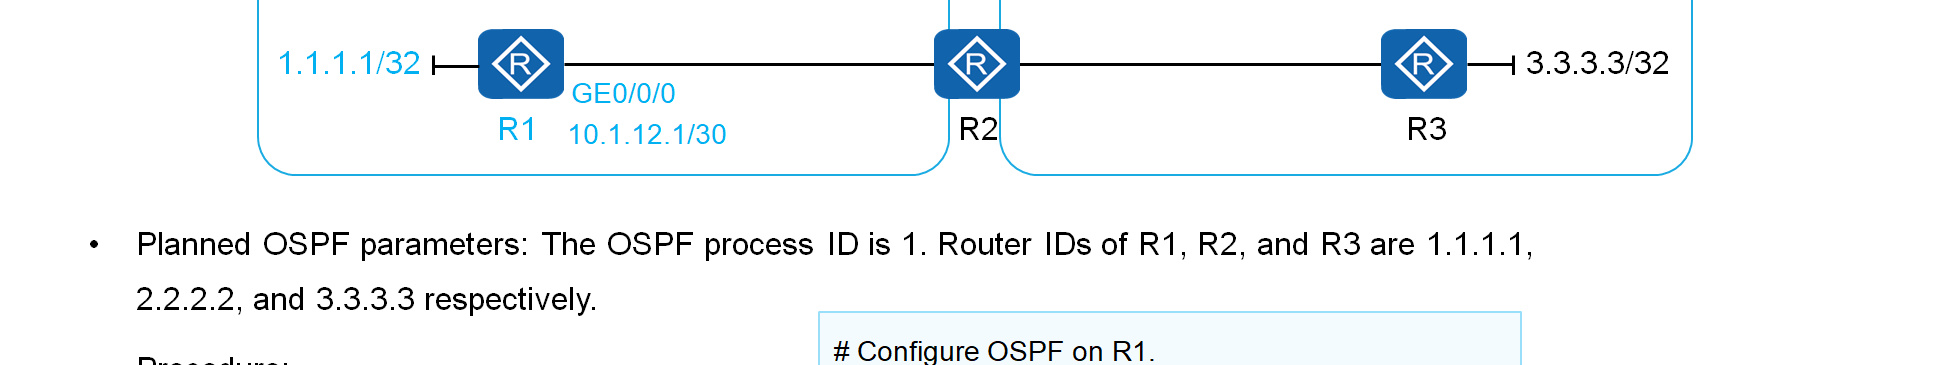 1.1.1.1/32
R
R
R
3.3.3.3/32
GE0/0/0
R1
10.1.12.1/30
R2
R3
• Planned OSPF parameters: The OSPF process ID is 1. Router IDs of R1, R2, and R3 are 1.1.1.1,
2.2.2.2, and 3.3.3.3 respectively.
# Configure OSPF on R1.
Procedure: